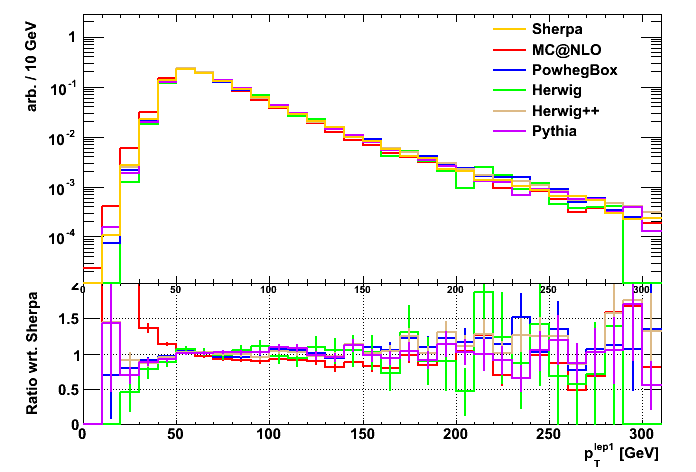 arb. / 10 GeV
1
10^-1
10^-2
10^-3
10^-4
Sherpa
MC@NLO
PowhegBox
Herwig
Herwig++
Pythia
0 50 100 150 200 250 300
Ratio wrt. Sherpa
2
1.5
1
0.5
0
0 50 100 150 200 250 300
p_T^lep1 [GeV]